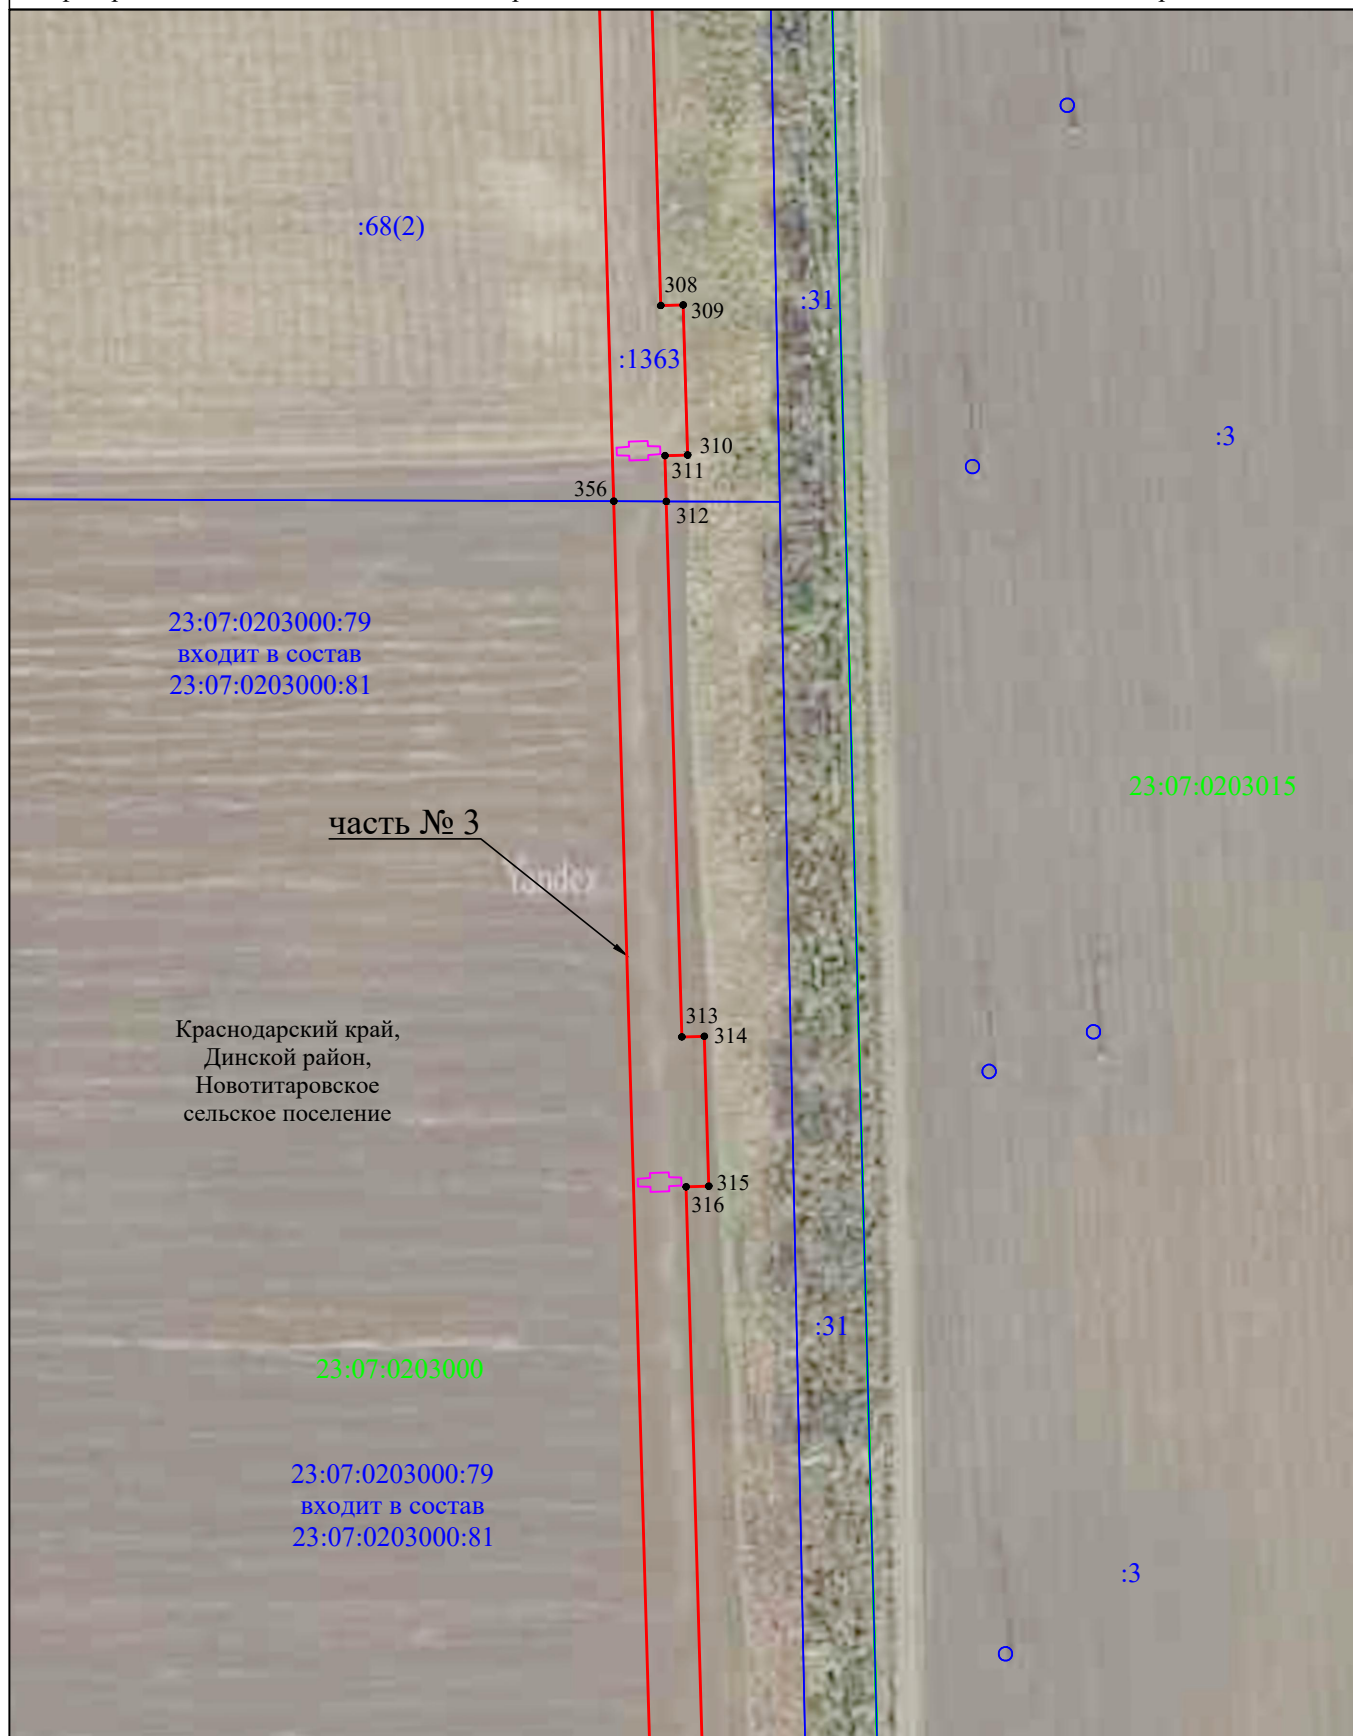 :68(2)
:31
308
309
:1363
:3
310
311
356
312
23:07:0203000:79
входит в состав
23:07:0203000:81
23:07:0203015
часть № 3
Yandex
313
314
Краснодарский край,
Динской район,
Новотитаровское
сельское поселение
315
316
:31
23:07:0203000
23:07:0203000:79
входит в состав
23:07:0203000:81
:3